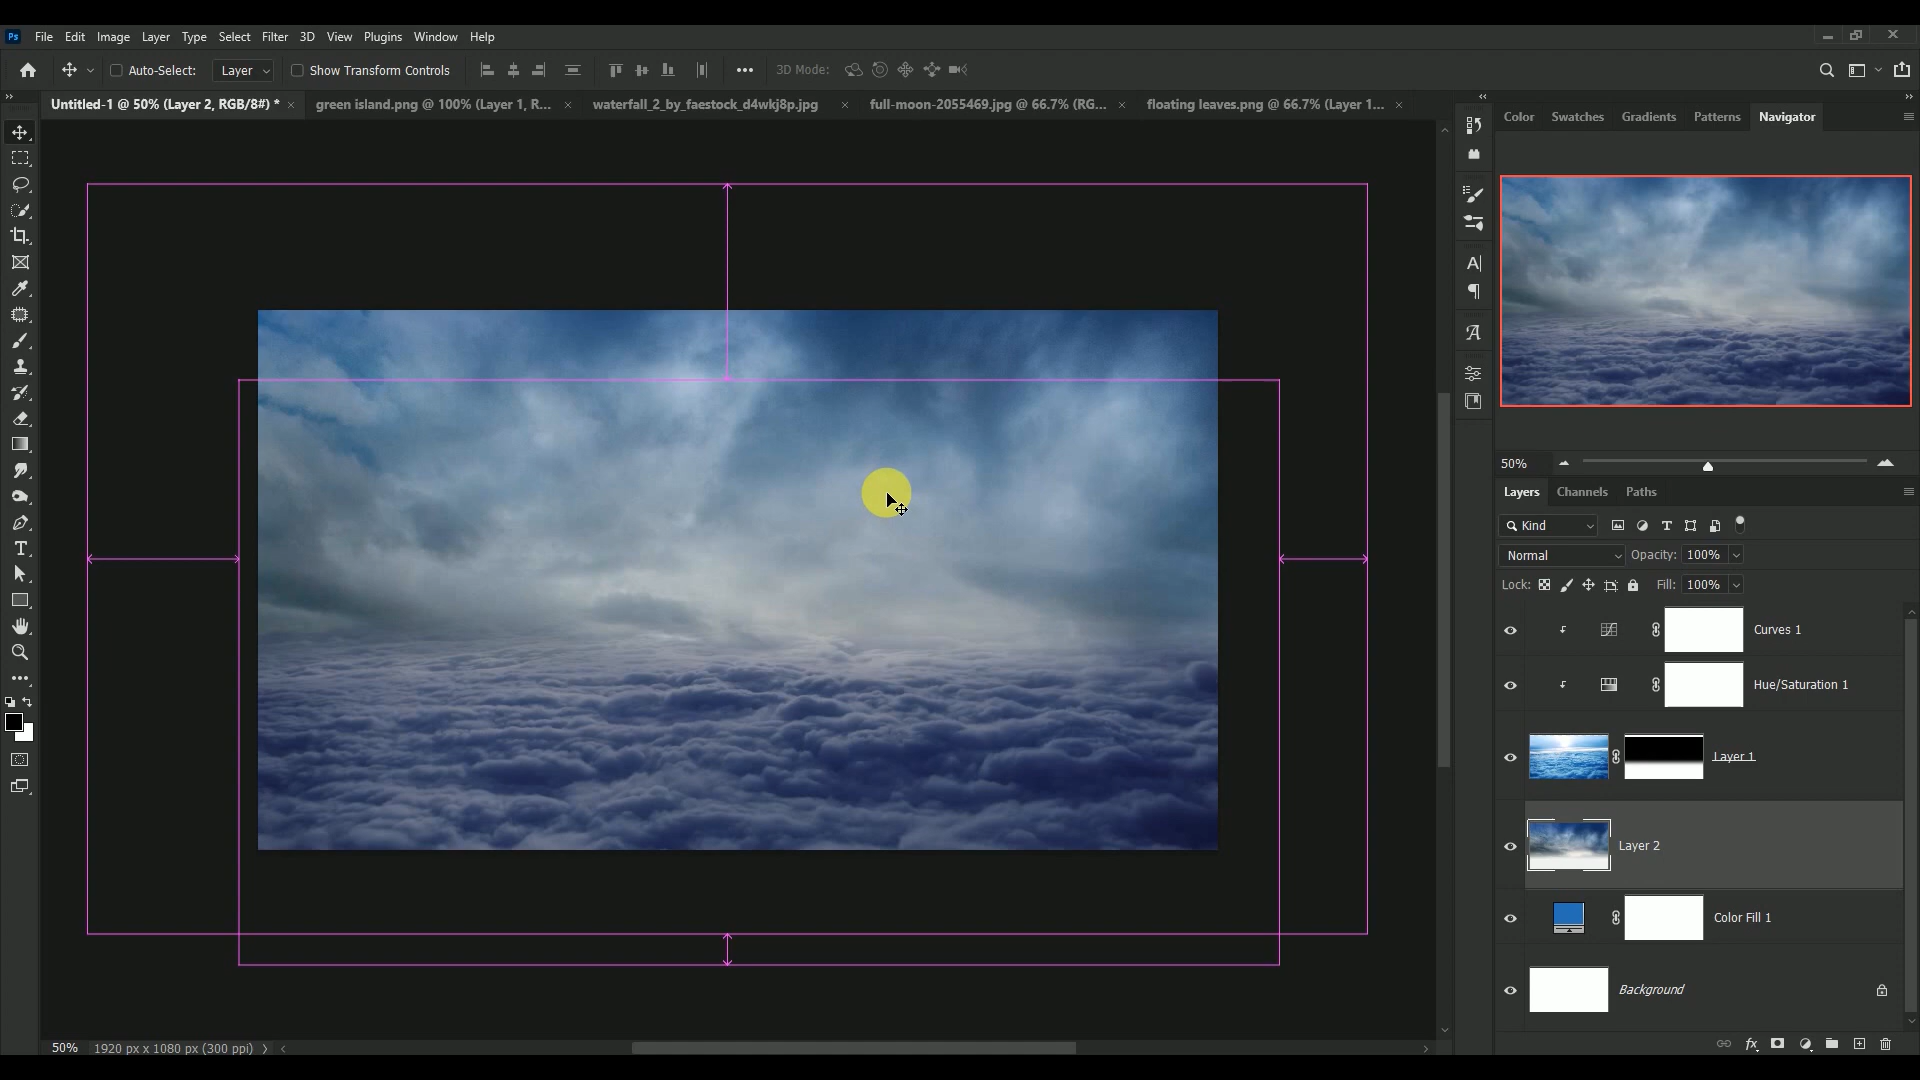 Ps File Edit Image Layer Type Select Filter 3D View Plugins Window Help
Auto-Select: Layer Show Transform Controls 3D Mode:
Untitled-1 @ 50% (Layer 2, RGB/8#) * green island.png @ 100% (Layer 1, R... waterfall_2_by_faestock_d4wkj8p.jpg full-moon-2055469.jpg @ 66.7% (RG... floating leaves.png @ 66.7% (Layer 1...
Color Swatches Gradients Patterns Navigator
50%
Layers Channels Paths
Kind
Normal Opacity: 100%
Lock: Fill: 100%
Curves 1
Hue/Saturation 1
Layer 1
Layer 2
Color Fill 1
Background
50% 1920 px x 1080 px (300 ppi)